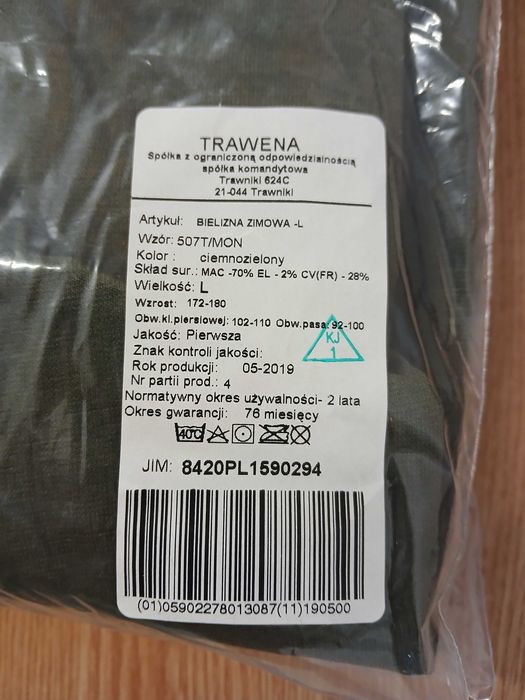 TRAWENA
Spółka z ograniczoną odpowiedzialnością
spółka komandytowa
Trawniki 624C
21-044 Trawniki
Artykuł: BIELIZNA ZIMOWA -L
Wzór: 507T/MON
Kolor : ciemnozielony
Skład sur.: MAC -70% EL - 2% CV(FR) - 28%
Wielkość: L
Wzrost: 172-180
Obw.kl.piersiowej: 102-110 Obw.pasa: 92-100
Jakość: Pierwsza
KJ
1
Znak kontroli jakości:
Rok produkcji: 05-2019
Nr partii prod.: 4
Normatywny okres używalności- 2 lata
Okres gwarancji: 76 miesięcy
40°C
JIM: 8420PL1590294
(01)05902278013087(11)190500